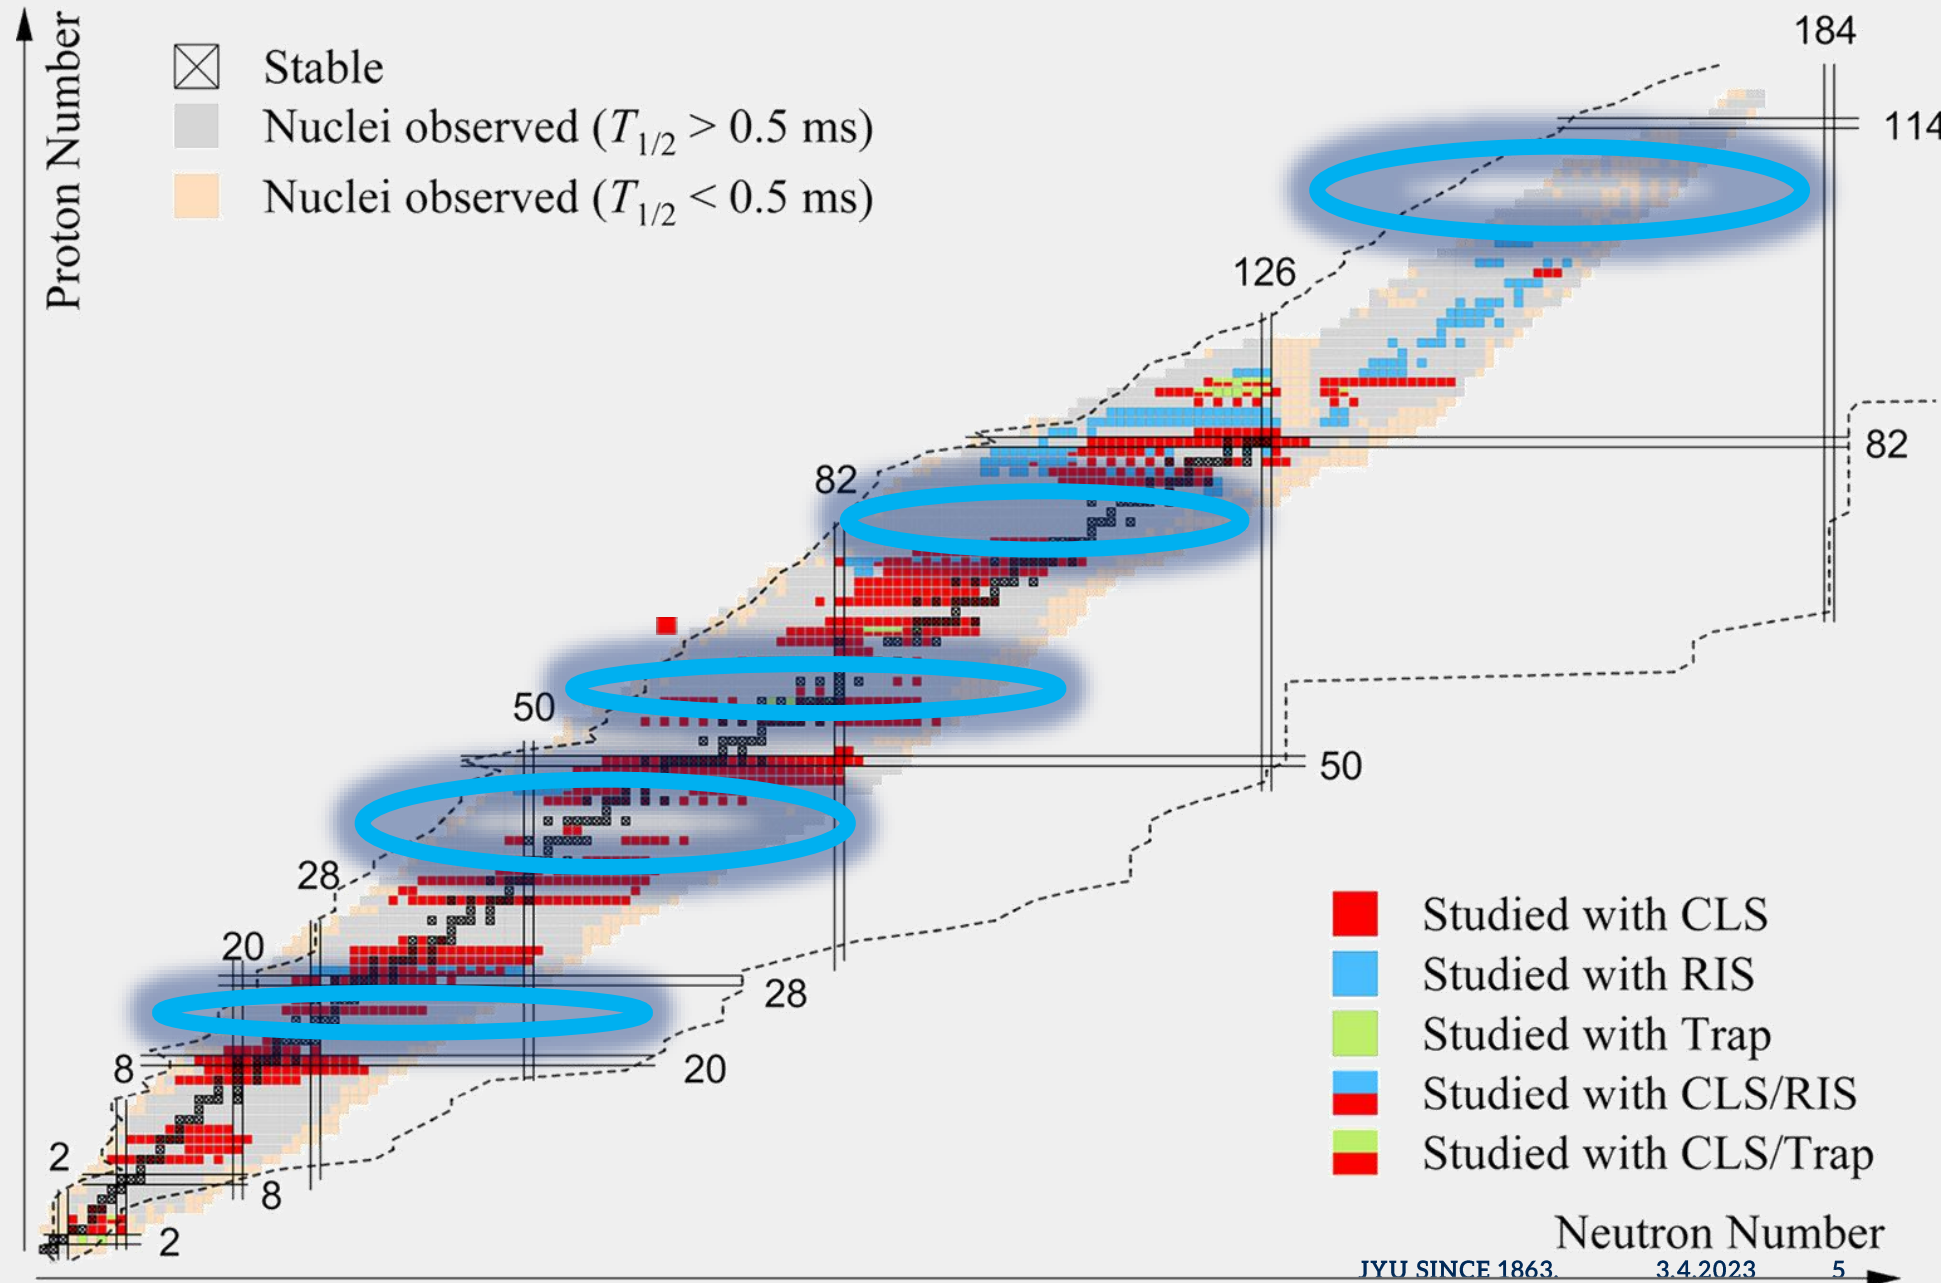 Proton Number
Stable
Nuclei observed (T1/2 > 0.5 ms)
Nuclei observed (T1/2 < 0.5 ms)
184
114
126
82
82
50
50
28
28
20
20
8
8
2
2
Studied with CLS
Studied with RIS
Studied with Trap
Studied with CLS/RIS
Studied with CLS/Trap
Neutron Number
JYU SINCE 1863. 3.4.2023 5